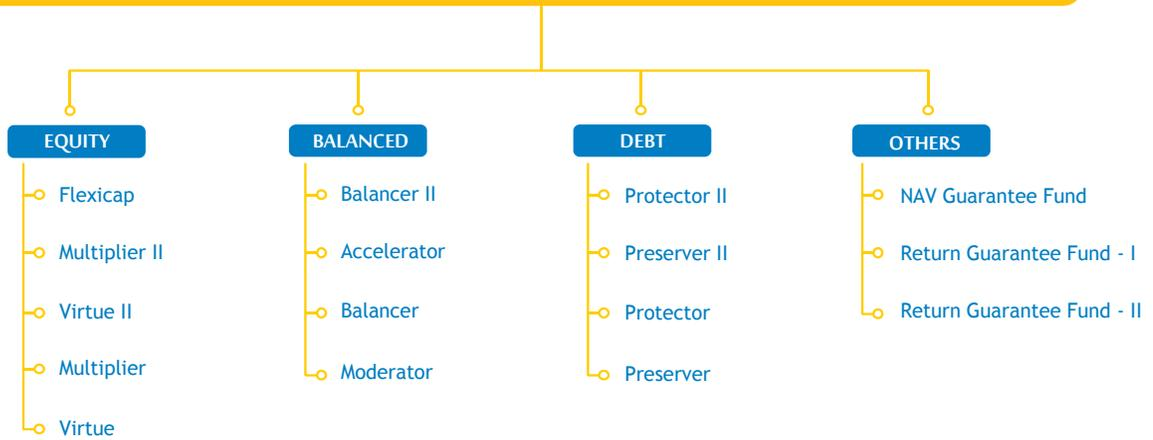 EQUITY
Flexicap
Multiplier II
Virtue II
Multiplier
Virtue
BALANCED
Balancer II
Accelerator
Balancer
Moderator
DEBT
Protector II
Preserver II
Protector
Preserver
OTHERS
NAV Guarantee Fund
Return Guarantee Fund - I
Return Guarantee Fund - II